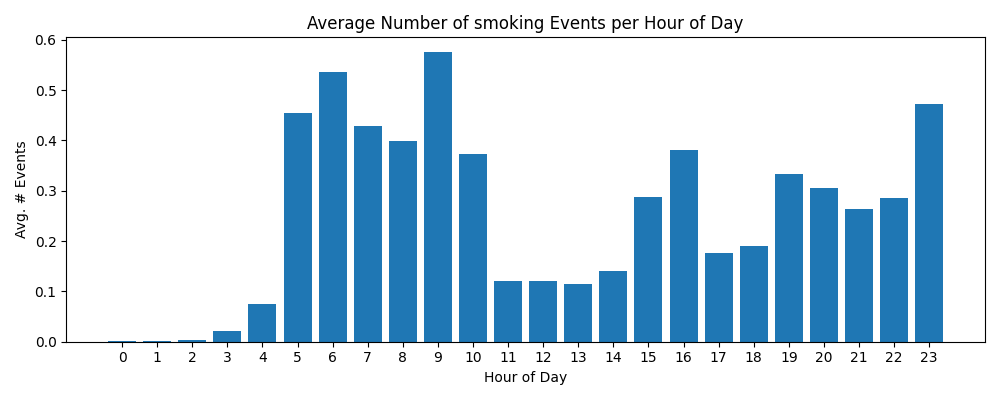 Average Number of smoking Events per Hour of Day
Avg. # Events
0.6
0.5
0.4
0.3
0.2
0.1
0.0
0 1 2 3 4 5 6 7 8 9 10 11 12 13 14 15 16 17 18 19 20 21 22 23
Hour of Day